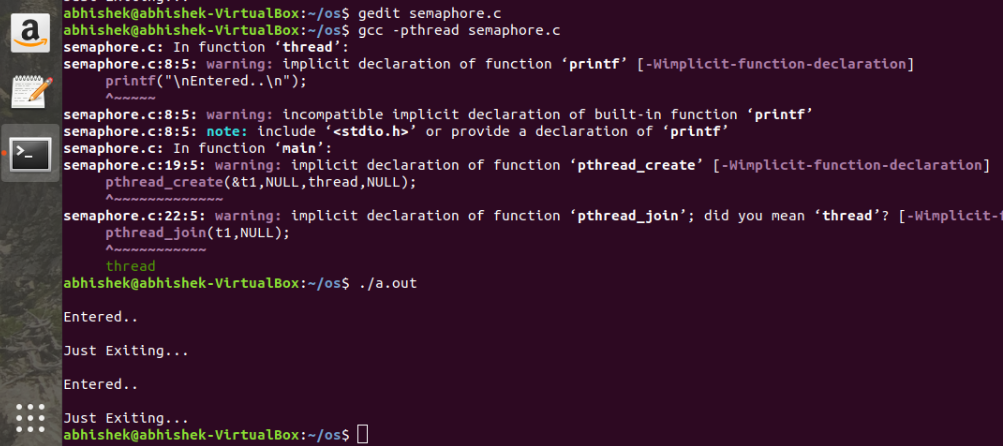 abhishek@abhishek-VirtualBox:~/os$ gedit semaphore.c
abhishek@abhishek-VirtualBox:~/os$ gcc -pthread semaphore.c
semaphore.c: In function ‘thread’:
semaphore.c:8:5: warning: implicit declaration of function ‘printf’ [-Wimplicit-function-declaration]
     printf("\nEntered..\n");
     ^~~~~~
semaphore.c:8:5: warning: incompatible implicit declaration of built-in function ‘printf’
semaphore.c:8:5: note: include ‘<stdio.h>’ or provide a declaration of ‘printf’
semaphore.c: In function ‘main’:
semaphore.c:19:5: warning: implicit declaration of function ‘pthread_create’ [-Wimplicit-function-declaration]
     pthread_create(&t1,NULL,thread,NULL);
     ^~~~~~~~~~~~~~
semaphore.c:22:5: warning: implicit declaration of function ‘pthread_join’; did you mean ‘thread’? [-Wimplicit-f
     pthread_join(t1,NULL);
     ^~~~~~~~~~~~
     thread
abhishek@abhishek-VirtualBox:~/os$ ./a.out
Entered..
Just Exiting...
Entered..
Just Exiting...
abhishek@abhishek-VirtualBox:~/os$